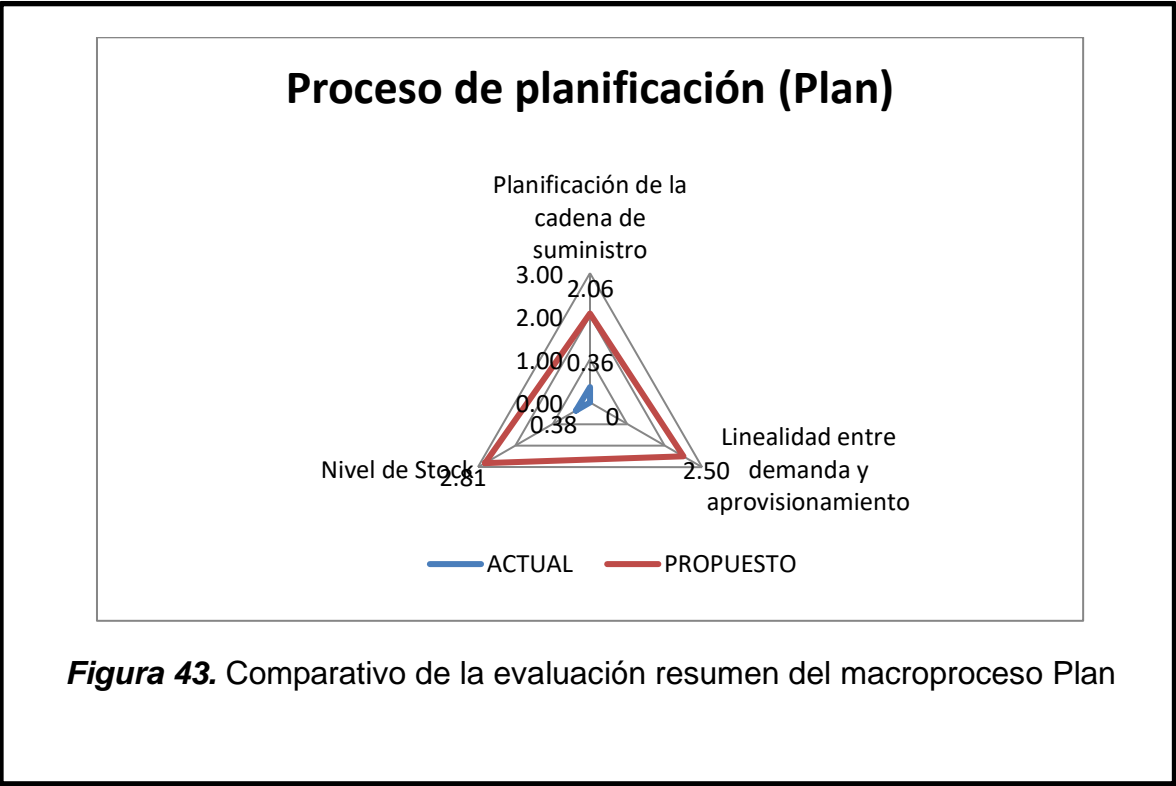 Proceso de planificación (Plan)
Planificación de la
cadena de
suministro
3.00
2.06
2.00
1.00
0.36
0.00
0
0.38
Linealidad entre
demanda y
aprovisionamiento
Nivel de Stock
2.81
2.50
ACTUAL
PROPUESTO
Figura 43. Comparativo de la evaluación resumen del macroproceso Plan